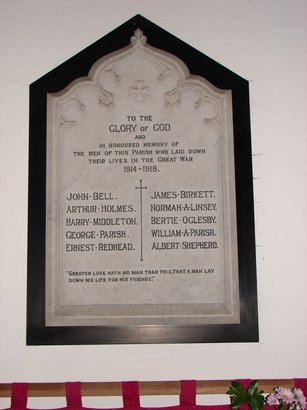 TO THE
GLORY OF GOD
AND
IN HONOURED MEMORY OF
THE MEN OF THIS PARISH WHO LAID DOWN
THEIR LIVES IN THE GREAT WAR
1914-1918.
JOHN·BELL.
ARTHUR·HOLMES.
HARRY·MIDDLETON.
GEORGE·PARISH.
ERNEST·REDHEAD.
JAMES·BIRKETT.
NORMAN·A·LINSEY.
BERTIE·OGLESBY.
WILLIAM·A·PARISH.
ALBERT·SHEPHERD.
"GREATER LOVE HATH NO MAN THAN THIS, THAT A MAN LAY
DOWN HIS LIFE FOR HIS FRIENDS."